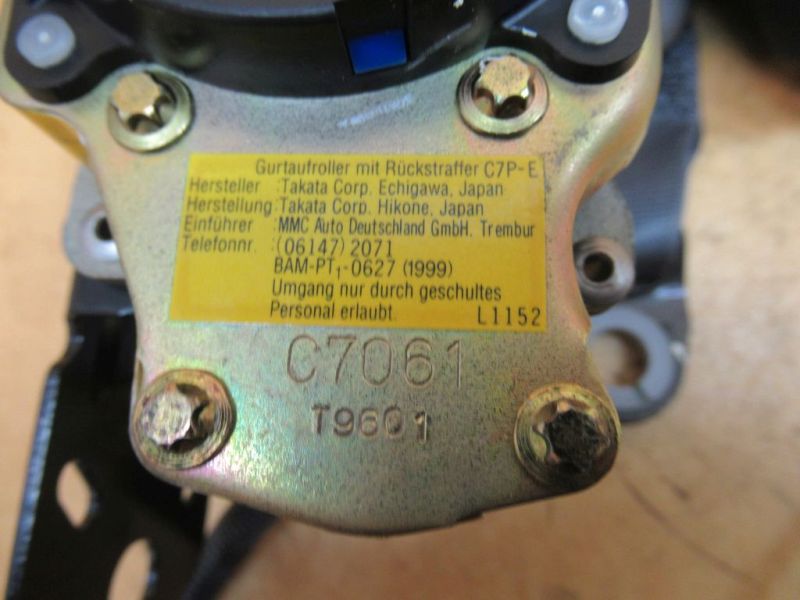 Gurtaufroller mit Rückstraffer C7P-E
Hersteller : Takata Corp. Echigawa, Japan
Herstellung: Takata Corp. Hikone, Japan
Einführer : MMC Auto Deutschland GmbH. Trembur
Telefonnr. : (06147) 2071
BAM-PT₁-0627 (1999)
Umgang nur durch geschultes
Personal erlaubt. L1152
C7061
T9601